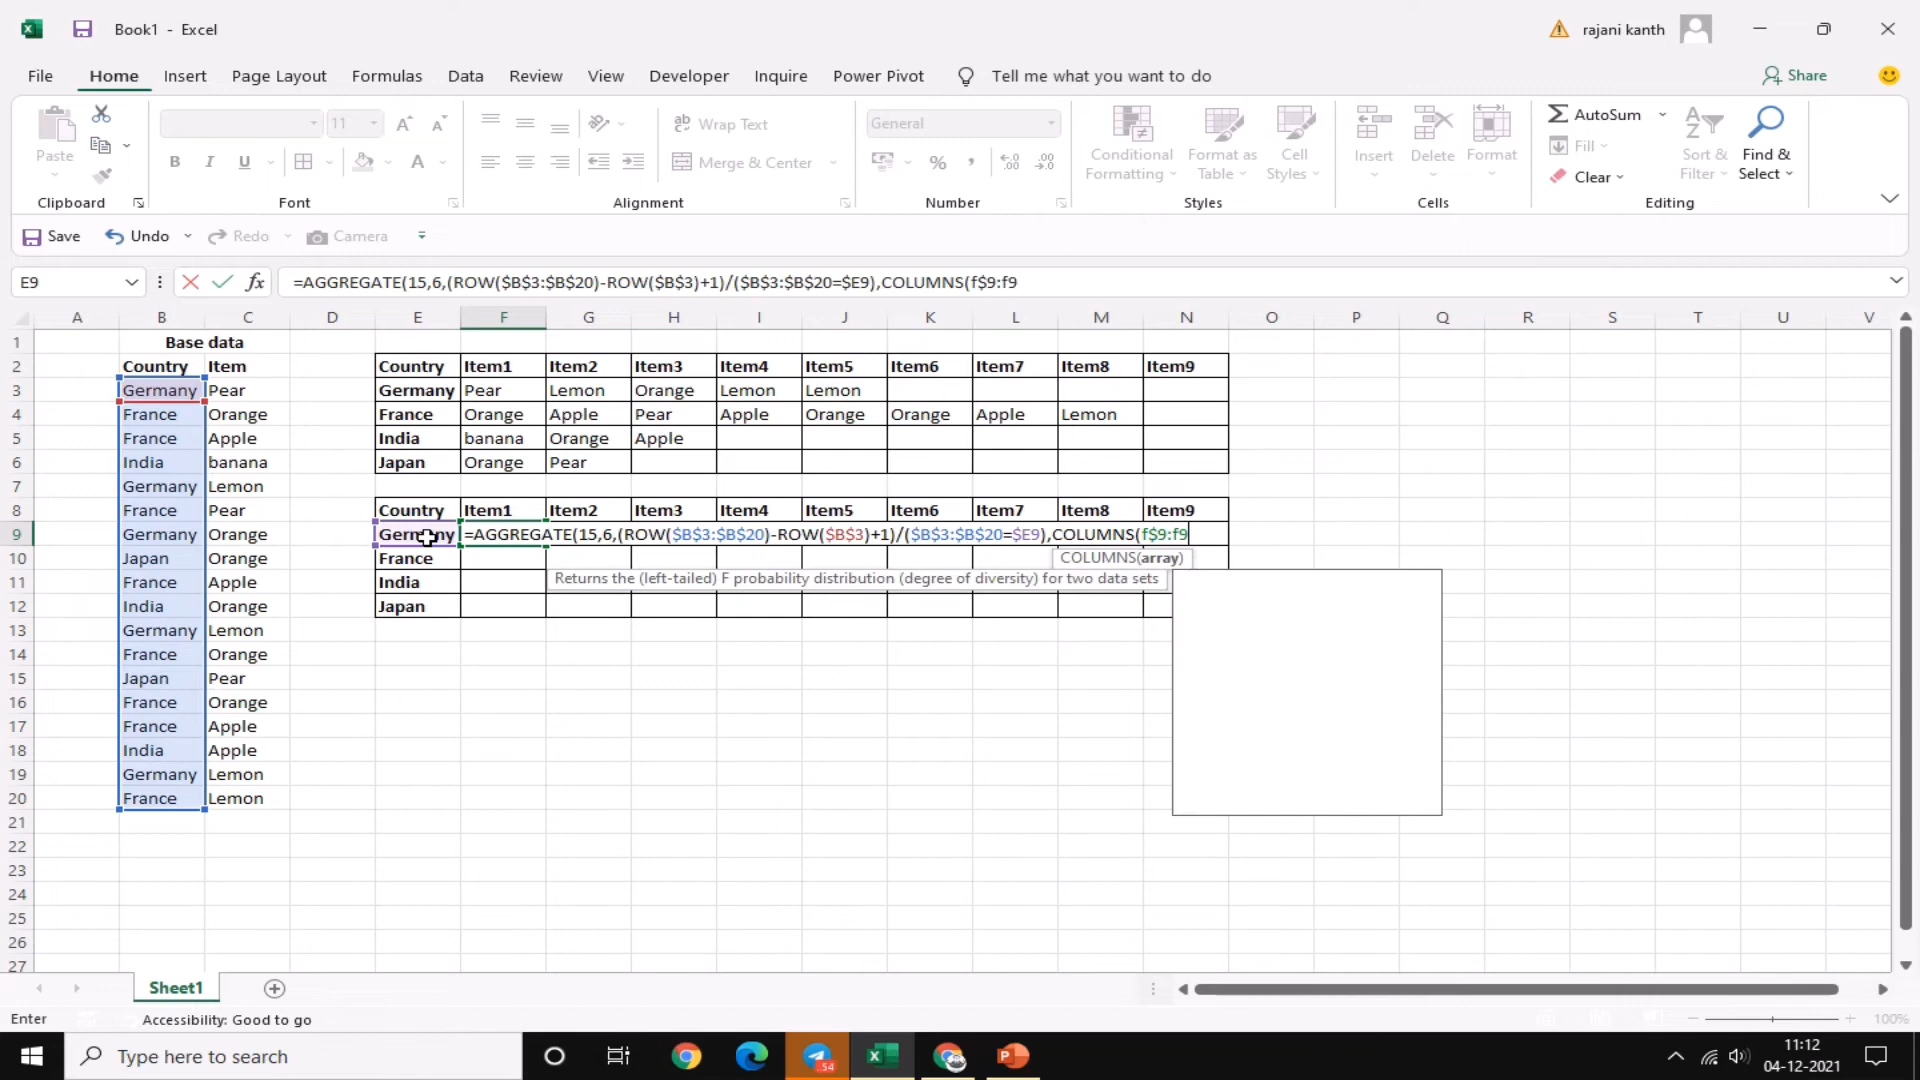 Book1 - Excel
rajani kanth
File Home Insert Page Layout Formulas Data Review View Developer Inquire Power Pivot Tell me what you want to do Share
Paste
11
ab Wrap Text
Merge & Center
General
Conditional Formatting
Format as Table
Cell Styles
Insert
Delete
Format
AutoSum
Fill
Clear
Sort & Filter
Find & Select
Clipboard Font Alignment Number Styles Cells Editing
Save Undo Redo Camera
E9 fx =AGGREGATE(15,6,(ROW($B$3:$B$20)-ROW($B$3)+1)/($B$3:$B$20=$E9),COLUMNS(f$9:f9
A B C D E F G H I J K L M N O P Q R S T U V
1 Base data
2 Country Item Country Item1 Item2 Item3 Item4 Item5 Item6 Item7 Item8 Item9
3 Germany Pear Germany Pear Lemon Orange Lemon Lemon
4 France Orange France Orange Apple Pear Apple Orange Orange Apple Lemon
5 France Apple India banana Orange Apple
6 India banana Japan Orange Pear
7 Germany Lemon
8 France Pear Country Item1 Item2 Item3 Item4 Item5 Item6 Item7 Item8 Item9
9 Germany Orange Germany =AGGREGATE(15,6,(ROW($B$3:$B$20)-ROW($B$3)+1)/($B$3:$B$20=$E9),COLUMNS(f$9:f9
10 Japan Orange France COLUMNS(array)
11 France Apple India Returns the (left-tailed) F probability distribution (degree of diversity) for two data sets
12 India Orange Japan
13 Germany Lemon
14 France Orange
15 Japan Pear
16 France Orange
17 France Apple
18 India Apple
19 Germany Lemon
20 France Lemon
21
22
23
24
25
26
27
Sheet1
Enter Accessibility: Good to go 100%
Type here to search
54
11:12
04-12-2021